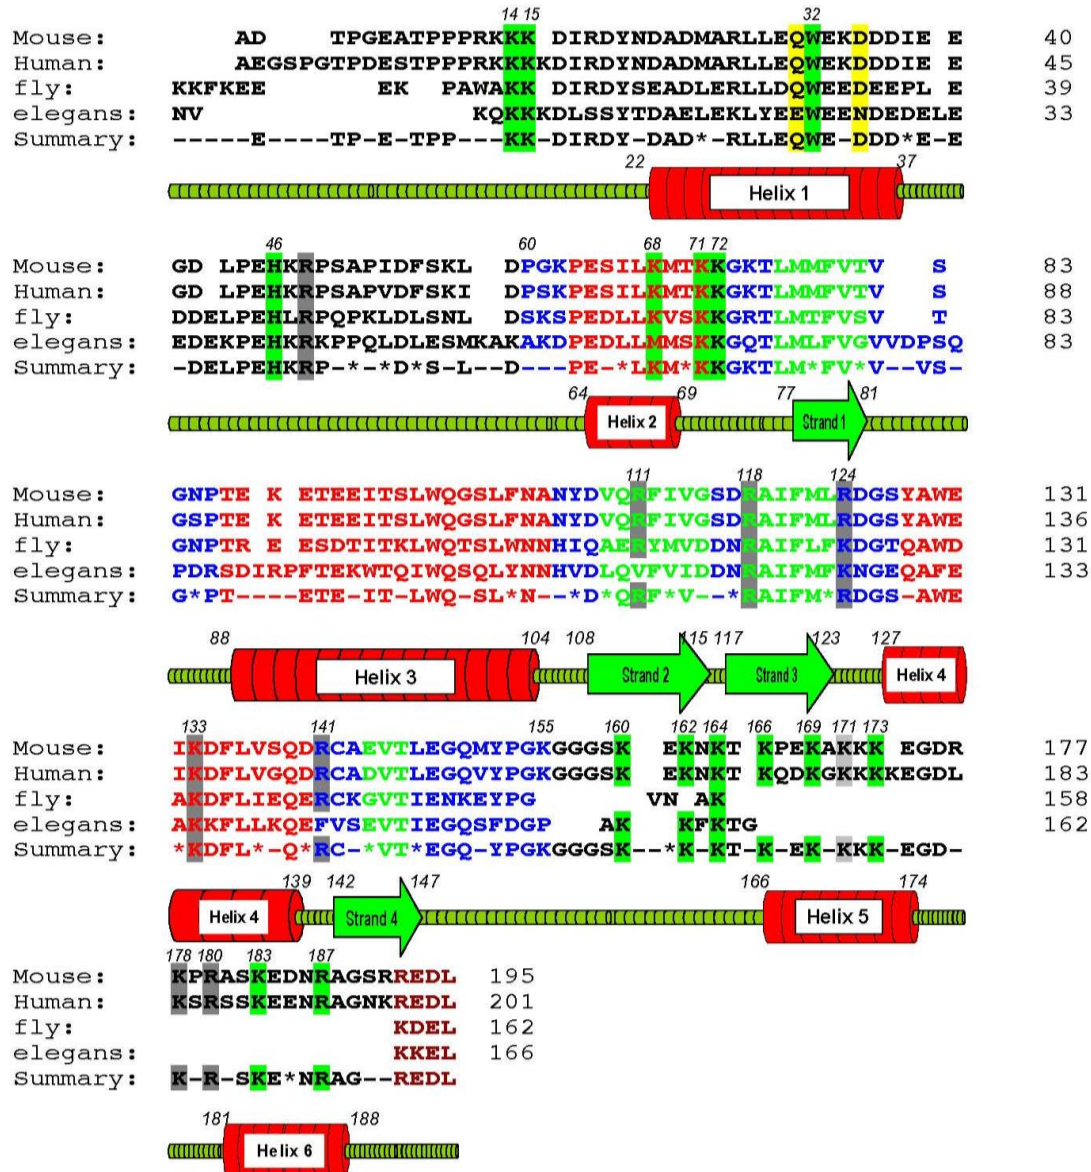 14 15 32
Mouse: AD TPGEATPPPRKKK DIRDYNDADMARLLEQWEKDDDIE E 40
Human: AEGSPGTPDESTPPPRKKKKDIRDYNDADMARLLEQWEKDDDIE E 45
fly: KKFKEE EK PAWAKK DIRDYSEADLERLLDQWEEDEEPL E 39
elegans: NV KQKKKDLSSYTDAELEKLYEEWEENDEDELE 33
Summary: -----E----TP-E-TPP---KK-DIRDY-DAD*-RLLEQWE-DDD*E-E
22 Helix 1 37
46 60 68 71 72
Mouse: GD LPEHKRPSAPIDFSKL DPGKPESILKMTKKGKTLMMFVTV S 83
Human: GD LPEHKRPSAPVDFSKI DPSKPESILKMTKKGKTLMMFVTV S 88
fly: DDELPEHLRPQPKLDLSNL DSKSPEDLLKVSKKGRTLMTFVSV T 83
elegans: EDEKPEHKRKPPQLDLESMKAKAKDPEDLLMMSKKGQTLMLFVGVVDPSQ 83
Summary: -DELPEHKRP-*-*D*S-L--D---PE-*LKM*KKGKTLM*FV*V--VS-
64 Helix 2 69 77 Strand 1 81
111 118 124
Mouse: GNPTE K ETEEITSLWQGSLFNANYDVQRFIVGSDRAIFMLRDGSYAWE 131
Human: GSPTE K ETEEITSLWQGSLFNANYDVQRFIVGSDRAIFMLRDGSYAWE 136
fly: GNPTR E ESDTITKLWQTSLWNNHIQAERYMVDDNRAIFLFKDGTQAWD 131
elegans: PDRSDIRPFTEKWTQIWQSQLYNNHVDLQVFVIDDNRAIFMFKNGEQAFE 133
Summary: G*PT----ETE-IT-LWQ-SL*N--*D*QRF*V--*RAIFM*RDGS-AWE
88 Helix 3 104 108 Strand 2 115 117 Strand 3 123 127 Helix 4
133 141 155 160 162 164 166 169 171 173
Mouse: IKDFLVSQDRCAEVTLEGQMYPGKGGGSK EKNKT KPEKAKKK EGDR 177
Human: IKDFLVGQDRCADVTLEGQVYPGKGGGSK EKNKT KQDKGKKKKEGDL 183
fly: AKDFLIEQERCKGVTIENKEYPG VN AK 158
elegans: AKKFLLKQEFVSEVTIEGQSFDGP AK KFKTG 162
Summary: *KDFL*-Q*RC-*VT*EGQ-YPGKGGGSK--*K-KT-K-EK-KKK-EGD-
Helix 4 139 142 Strand 4 147 166 Helix 5 174
178 180 183 187
Mouse: KPRASKEDNRAGSRREDL 195
Human: KSRSSKEENRAGNKREDL 201
fly: KDEL 162
elegans: KKEL 166
Summary: K-R-SKE*NRAG--REDL
181 Helix 6 188